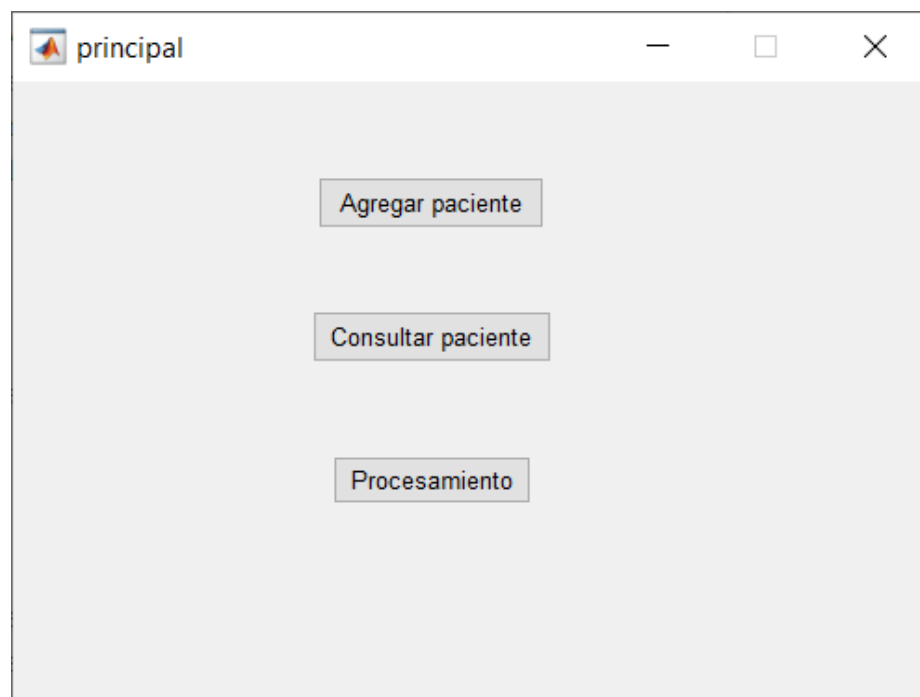 principal
Agregar paciente
Consultar paciente
Procesamiento